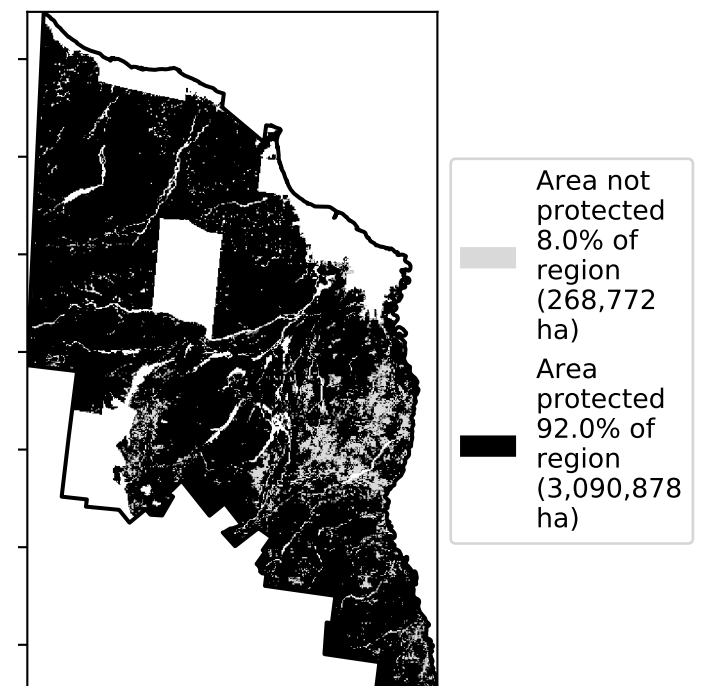 Area not
protected
8.0% of
region
(268,772
ha)
Area
protected
92.0% of
region
(3,090,878
ha)